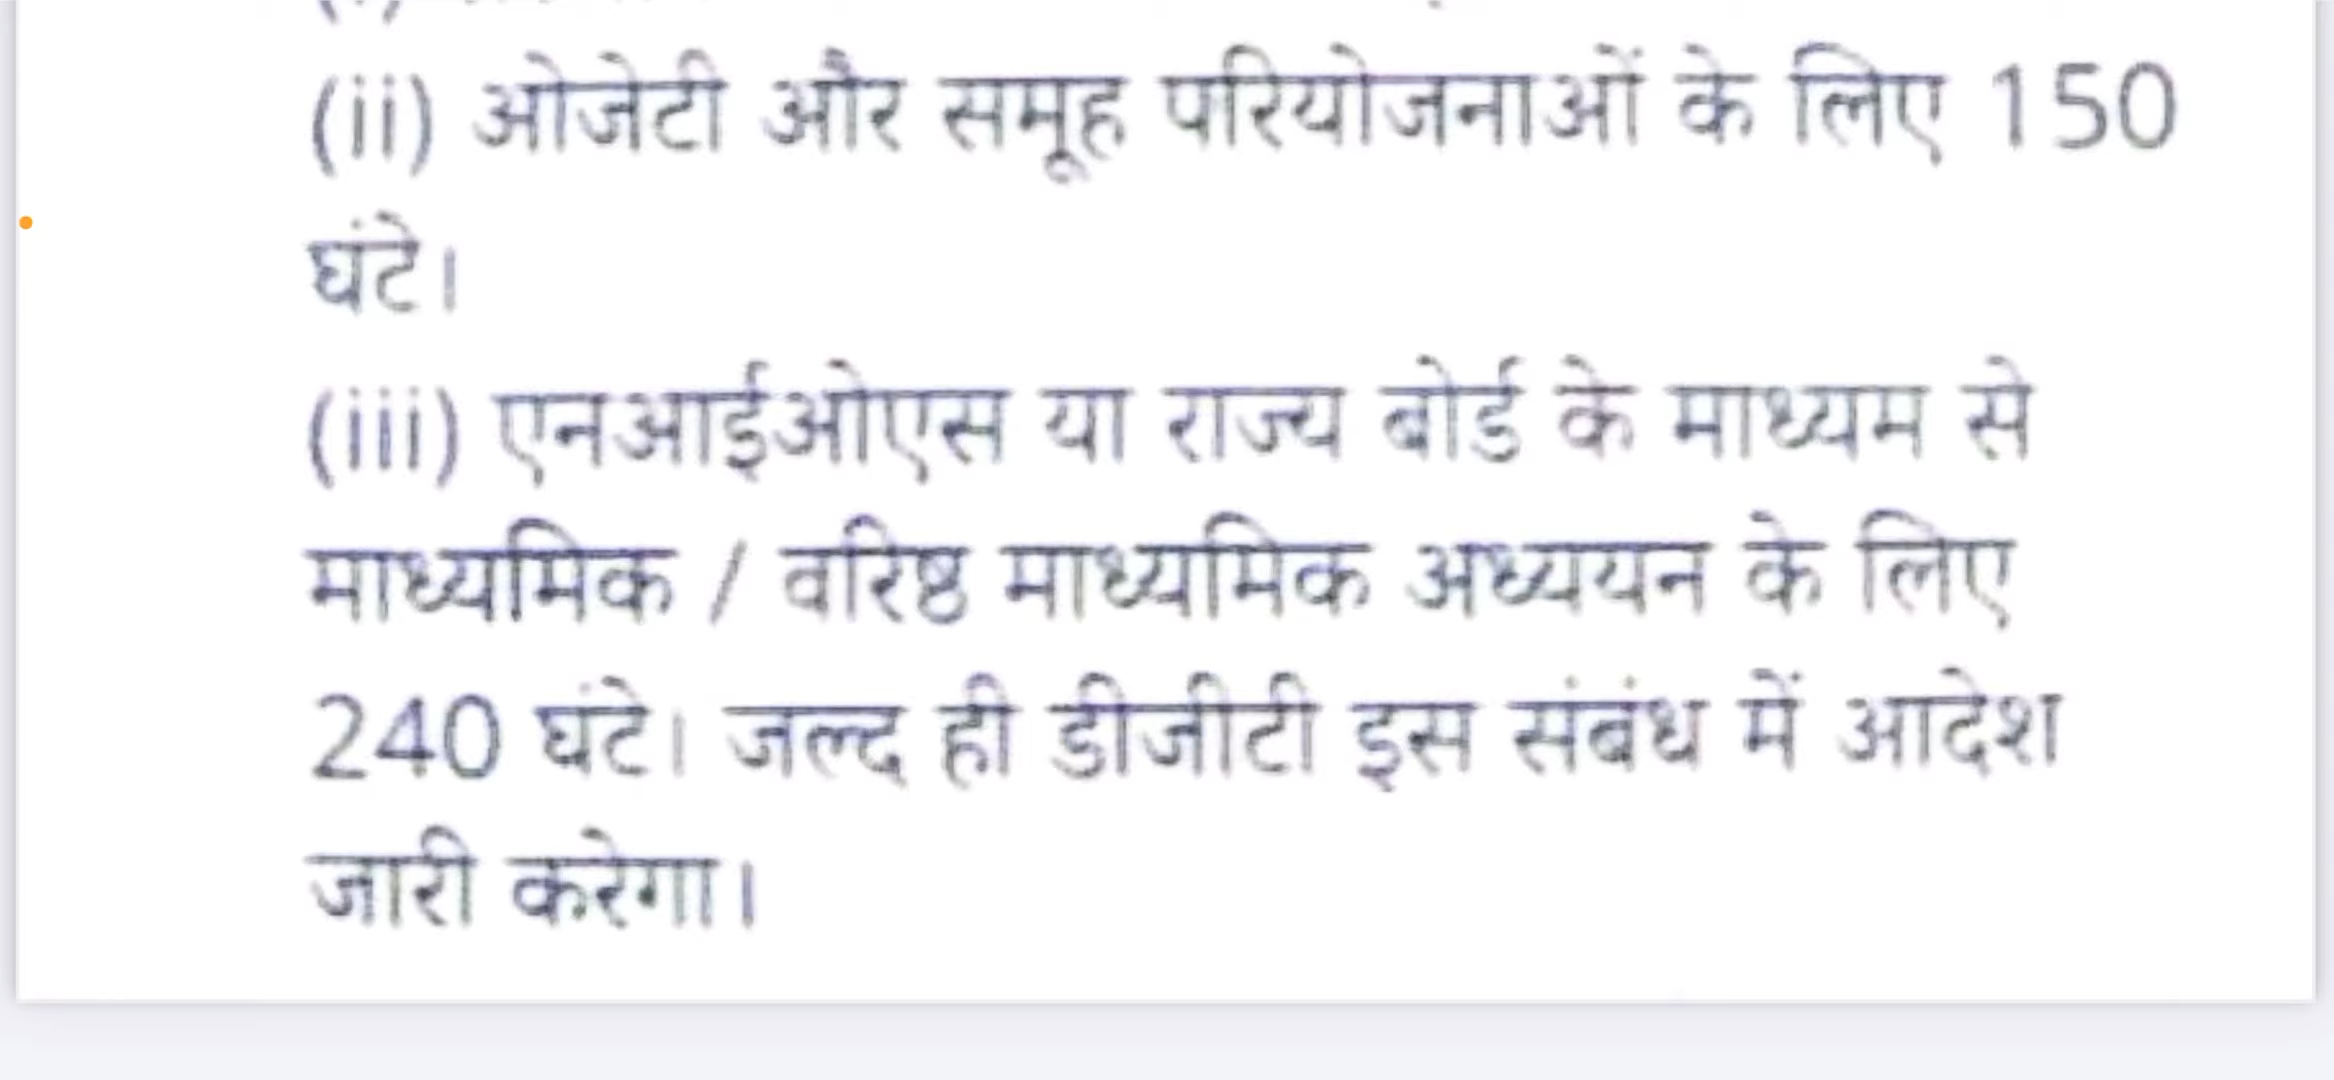 (ii) ओजेटी और समूह परियोजनाओं के लिए 150
घंटे।
(iii) एनआईओएस या राज्य बोर्ड के माध्यम से
माध्यमिक / वरिष्ठ माध्यमिक अध्ययन के लिए
240 घंटे। जल्द ही डीजीटी इस संबंध में आदेश
जारी करेगा।